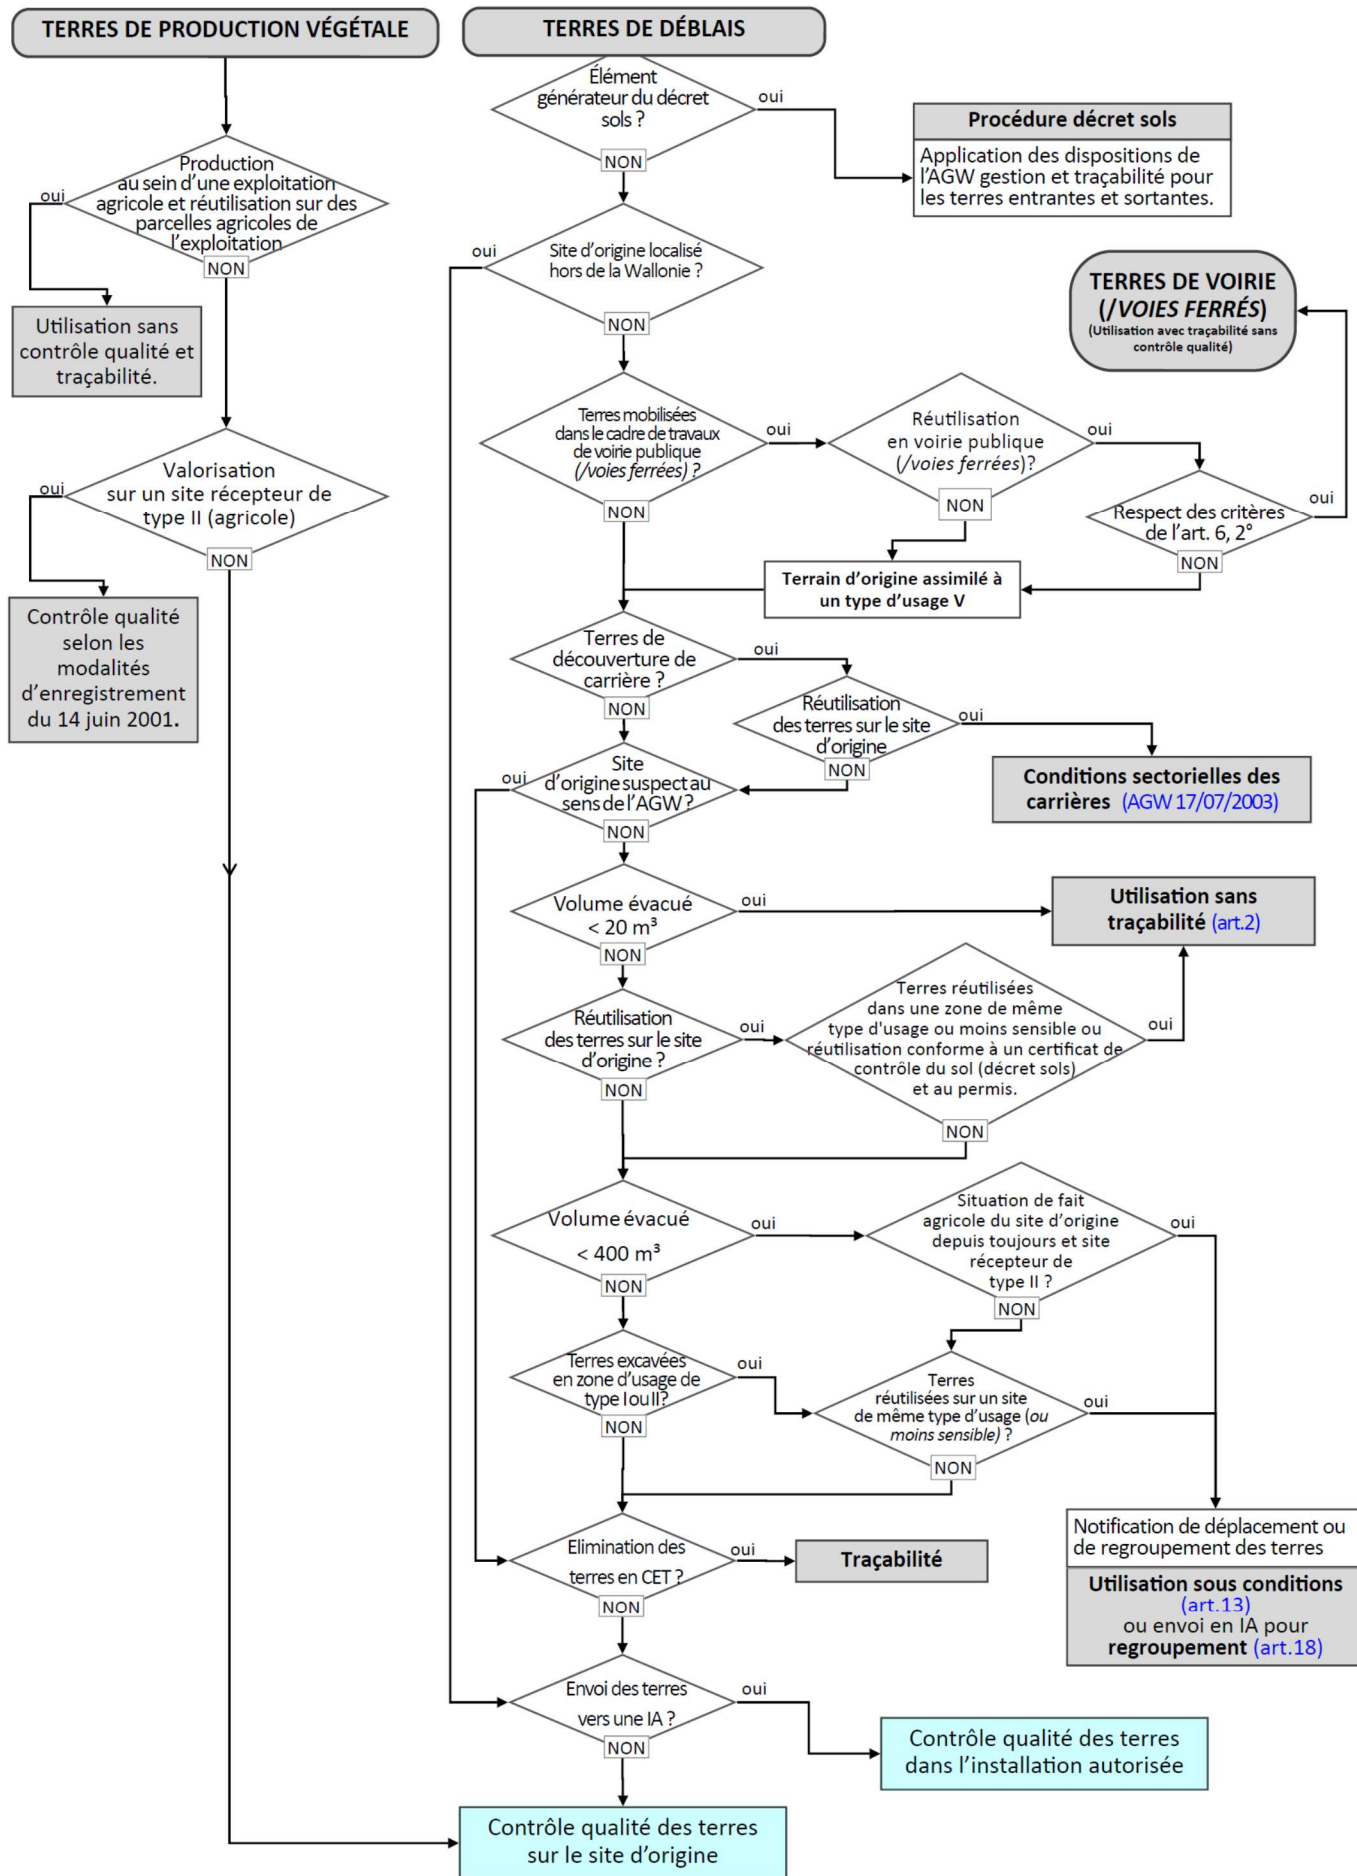 TERRES DE PRODUCTION VÉGÉTALE
oui
Production
au sein d'une exploitation
agricole et réutilisation sur des
parcelles agricoles de
l'exploitation
NON
Utilisation sans
contrôle qualité et
traçabilité.
oui
Valorisation
sur un site récepteur de
type II (agricole)
NON
Contrôle qualité
selon les
modalités
d'enregistrement
du 14 juin 2001.
TERRES DE DÉBLAIS
Élément
générateur du décret
sols ?
oui
NON
Procédure décret sols
Application des dispositions de
l'AGW gestion et traçabilité pour
les terres entrantes et sortantes.
oui
Site d'origine localisé
hors de la Wallonie ?
NON
TERRES DE VOIRIE
(/VOIES FERRÉS)
(Utilisation avec traçabilité sans
contrôle qualité)
Terres mobilisées
dans le cadre de travaux
de voirie publique
(/voies ferrées) ?
oui
NON
Réutilisation
en voirie publique
(/voies ferrées)?
oui
NON
Respect des critères
de l'art. 6, 2°
oui
NON
Terrain d'origine assimilé à
un type d'usage V
Terres de
découverte de
carrière ?
oui
NON
Réutilisation
des terres sur le site
d'origine
oui
NON
Conditions sectorielles des
carrières (AGW 17/07/2003)
oui
Site
d'origine suspect au
sens de l'AGW ?
NON
Volume évacué
< 20 m³
oui
NON
Utilisation sans
traçabilité (art.2)
Réutilisation
des terres sur le site
d'origine ?
oui
NON
Terres réutilisées
dans une zone de même
type d'usage ou moins sensible ou
réutilisation conforme à un certificat de
contrôle du sol (décret sols)
et au permis.
oui
NON
Volume évacué
< 400 m³
oui
NON
Situation de fait
agricole du site d'origine
depuis toujours et site
récepteur de
type II ?
oui
NON
Terres excavées
en zone d'usage de
type I ou II?
oui
NON
Terres
réutilisées sur un site
de même type d'usage (ou
moins sensible) ?
oui
NON
Notification de déplacement ou
de regroupement des terres
Utilisation sous conditions
(art.13)
ou envoi en IA pour
regroupement (art.18)
Elimination des
terres en CET ?
oui
NON
Traçabilité
Envoi des terres
vers une IA ?
oui
NON
Contrôle qualité des terres
dans l'installation autorisée
Contrôle qualité des terres
sur le site d'origine